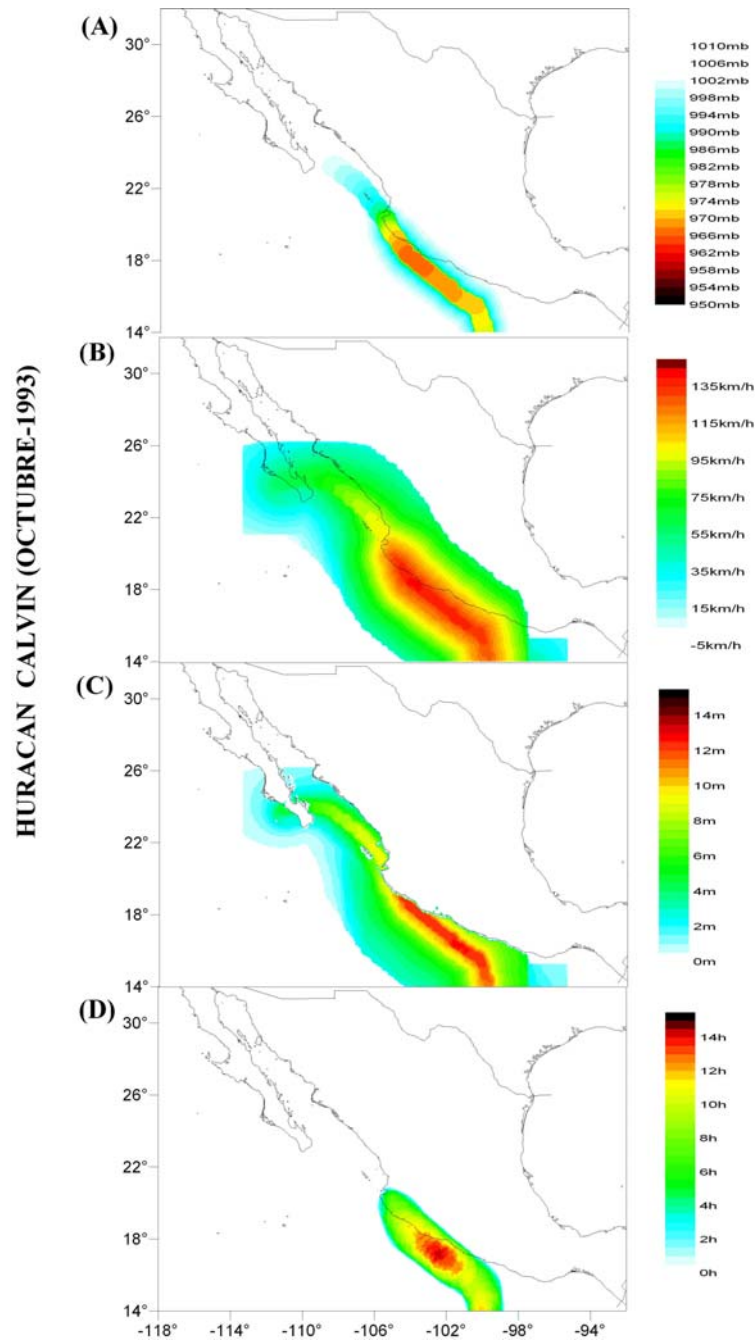 HURACAN CALVIN (OCTUBRE-1993)
(A)
30°
26°
22°
18°
14°
1010mb
1006mb
1002mb
998mb
994mb
990mb
986mb
982mb
978mb
974mb
970mb
966mb
962mb
958mb
954mb
950mb
(B)
30°
26°
22°
18°
14°
135km/h
115km/h
95km/h
75km/h
55km/h
35km/h
15km/h
-5km/h
(C)
30°
26°
22°
18°
14°
14m
12m
10m
8m
6m
4m
2m
0m
(D)
30°
26°
22°
18°
14°
14h
12h
10h
8h
6h
4h
2h
0h
-118° -114° -110° -106° -102° -98° -94°